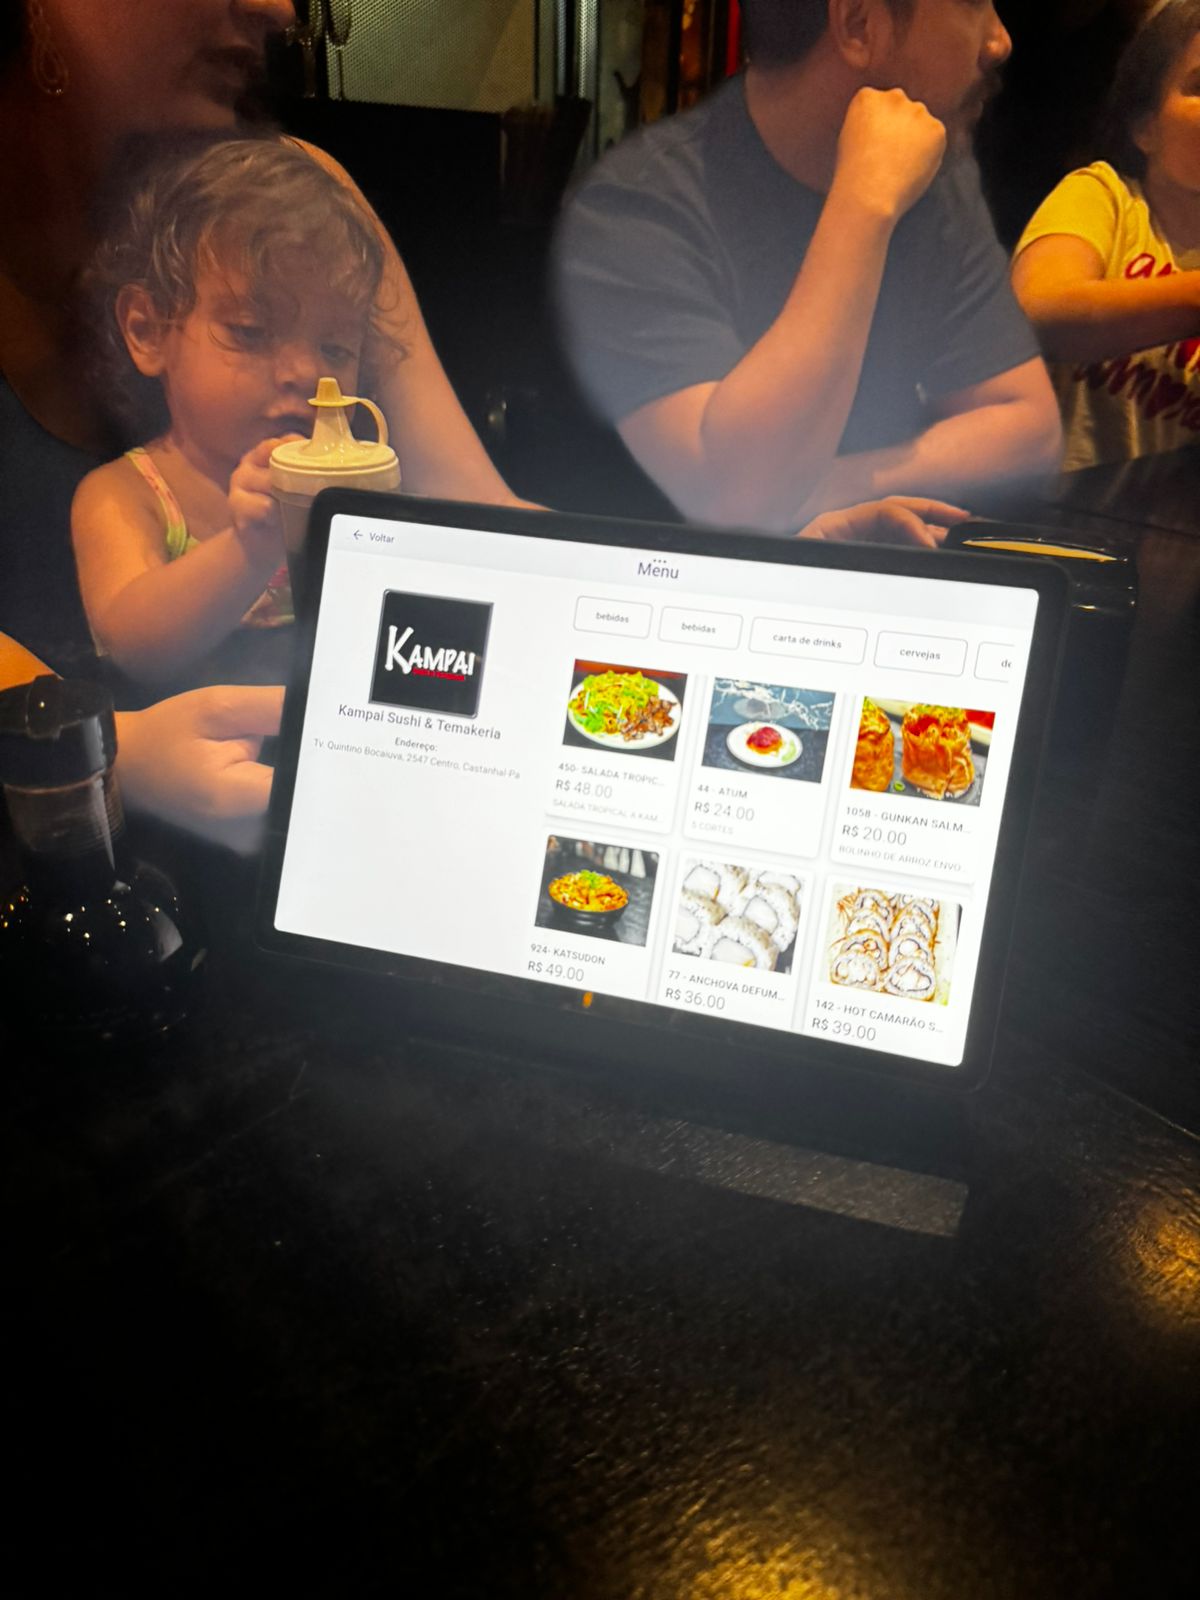 ← Voltar
Menu
KAMPAI
Kampai Sushi & Temakeria
Endereço:
Tv. Quintino Bocaiuva, 2547 Centro, Castanhal-Pa
bebidas
bebidas
carta de drinks
cervejas
450- SALADA TROPIC...
R$ 48.00
SALADA TROPICAL A KAM...
44 - ATUM
R$ 24.00
5 CORTES
1058 - GUNKAN SALM...
R$ 20.00
BOLINHO DE ARROZ ENVO...
924- KATSUDON
R$ 49.00
77 - ANCHOVA DEFUM...
R$ 36.00
142 - HOT CAMARÃO S...
R$ 39.00